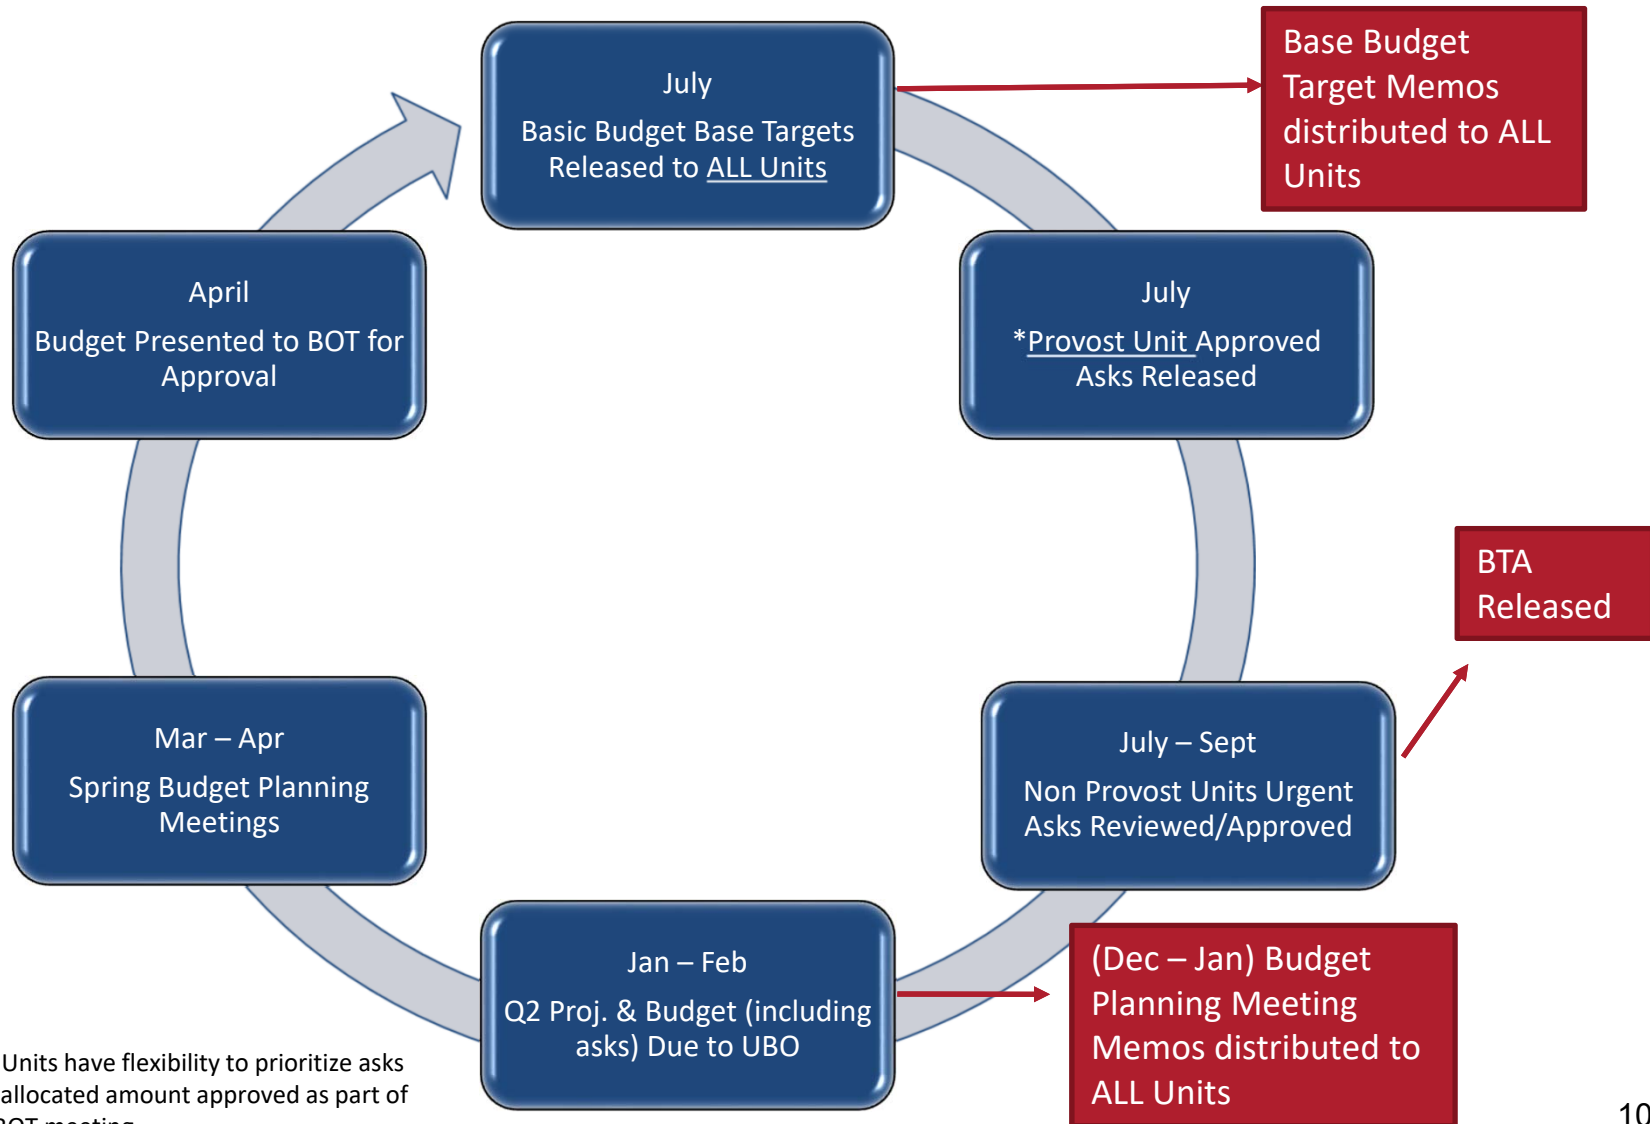 July
Basic Budget Base Targets
Released to ALL Units
Base Budget
Target Memos
distributed to ALL
Units
July
*Provost Unit Approved
Asks Released
BTA
Released
July – Sept
Non Provost Units Urgent
Asks Reviewed/Approved
(Dec – Jan) Budget
Planning Meeting
Memos distributed to
ALL Units
Jan – Feb
Q2 Proj. & Budget (including
asks) Due to UBO
Mar – Apr
Spring Budget Planning
Meetings
April
Budget Presented to BOT for
Approval
Units have flexibility to prioritize asks
allocated amount approved as part of
BOT meeting
10